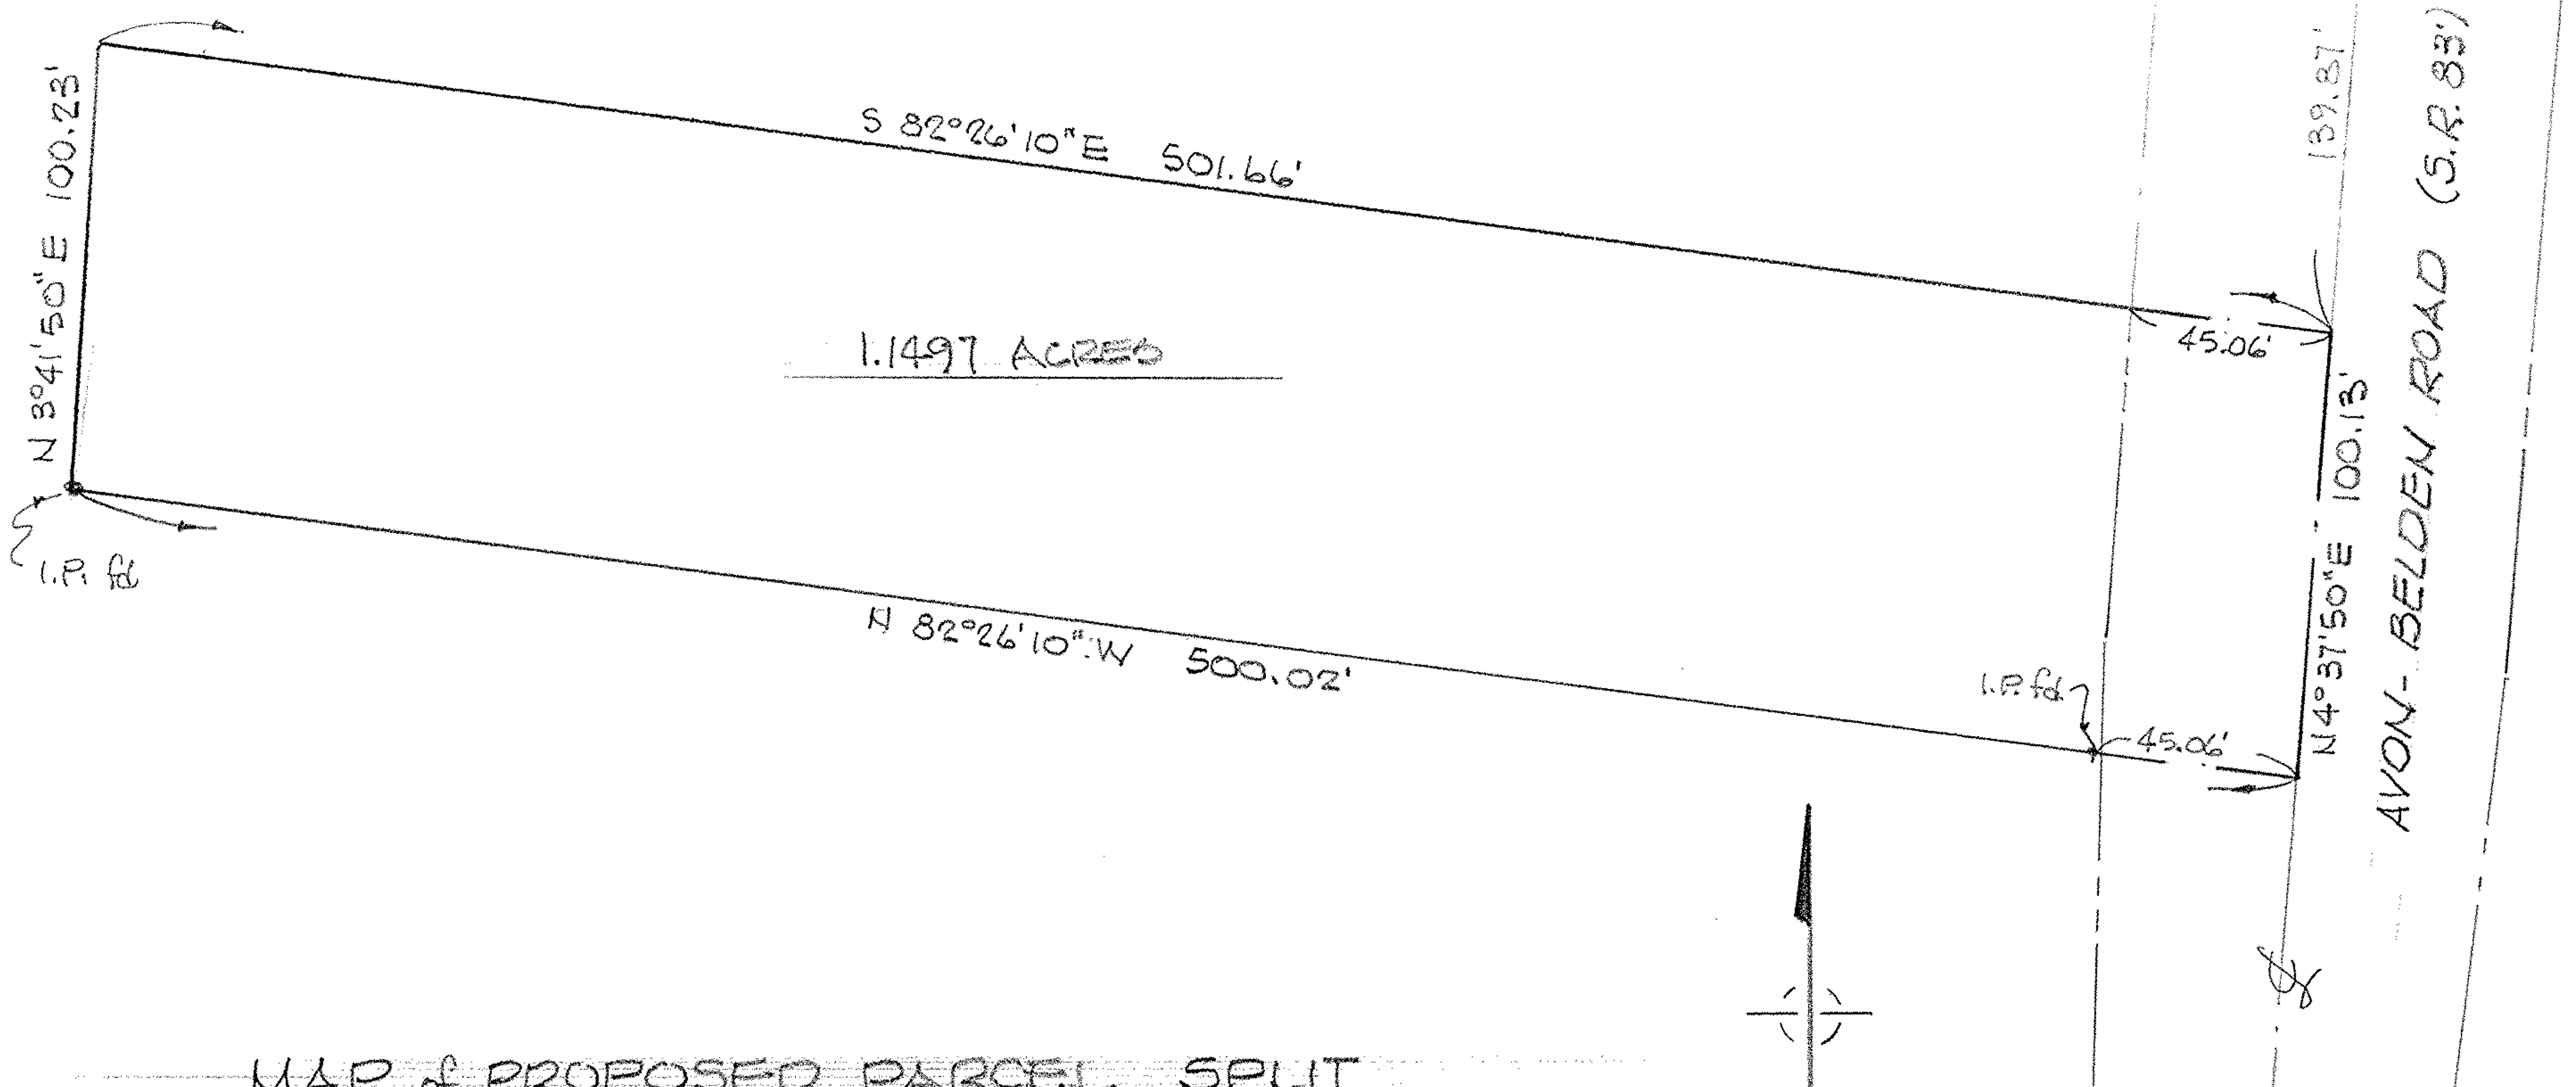 S 82°26'10"E 501.66'
N 3°41'50"E 100.23'
139.87'
AVON-BELDEN ROAD (S.R. 83)
45.06'
1.1497 ACRES
N 4°37'50"E 100.13'
I.P. fd
N 82°26'10" W 500.02'
I.P. fd.
45.06'
MAP of PROPOSED PARCEL SPLIT